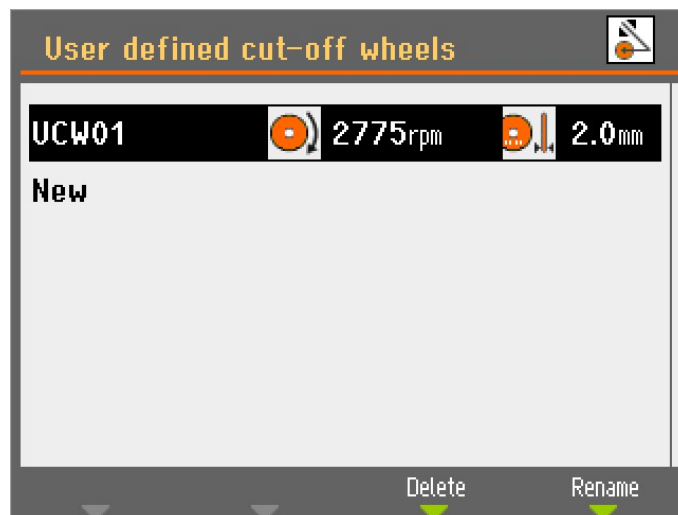 User defined cut-off wheels
UCW01 2775rpm 2.0mm
New
Delete Rename